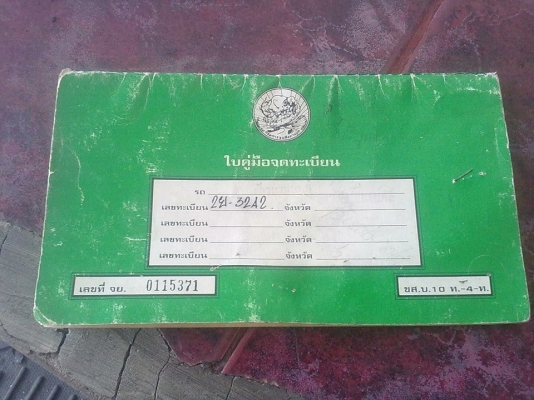 ใบคู่มือจดทะเบียน
รถ
เลขทะเบียน 2ฆ-3242 จังหวัด
เลขทะเบียน จังหวัด
เลขทะเบียน จังหวัด
เลขทะเบียน จังหวัด
เลขที่ จย. 0115371
ขส.บ.10 ท.-4-ท.